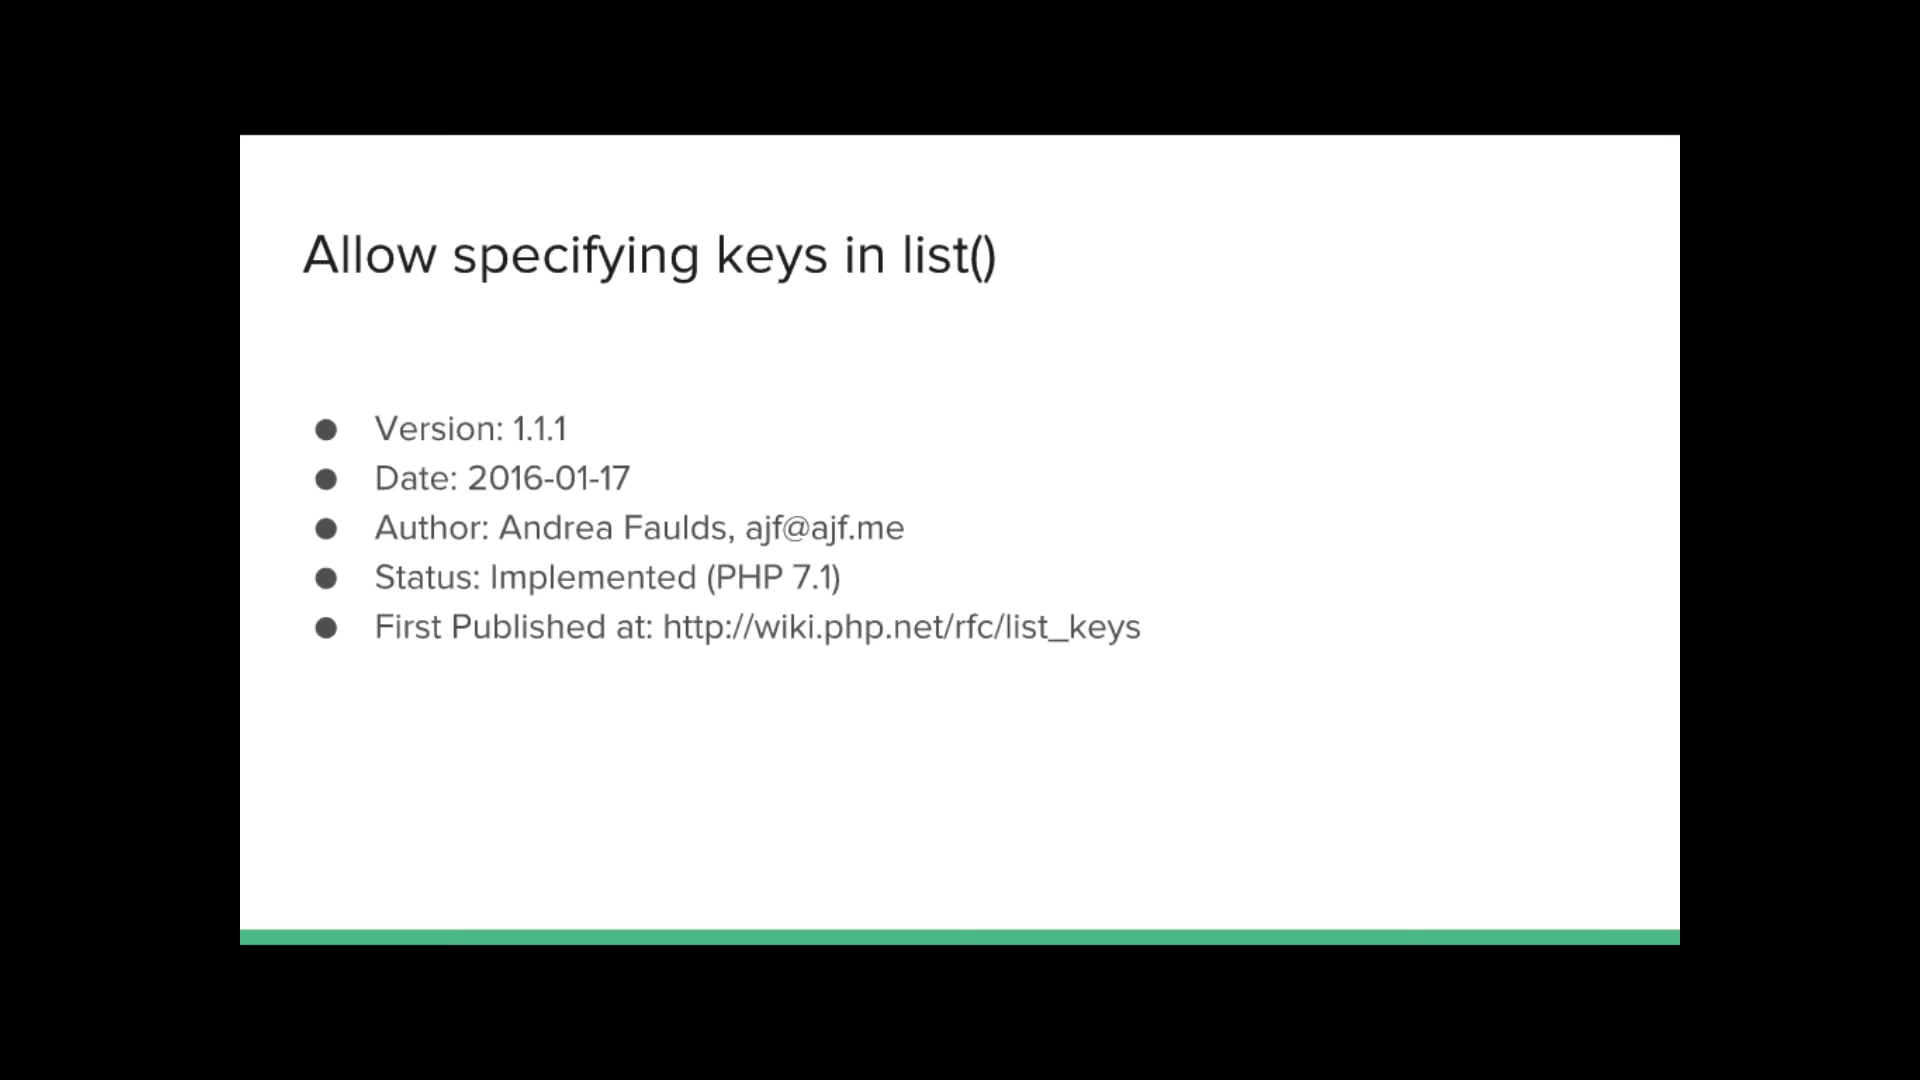 Allow specifying keys in list()
● Version: 1.1.1
● Date: 2016-01-17
● Author: Andrea Faulds, ajf@ajf.me
● Status: Implemented (PHP 7.1)
● First Published at: http://wiki.php.net/rfc/list_keys